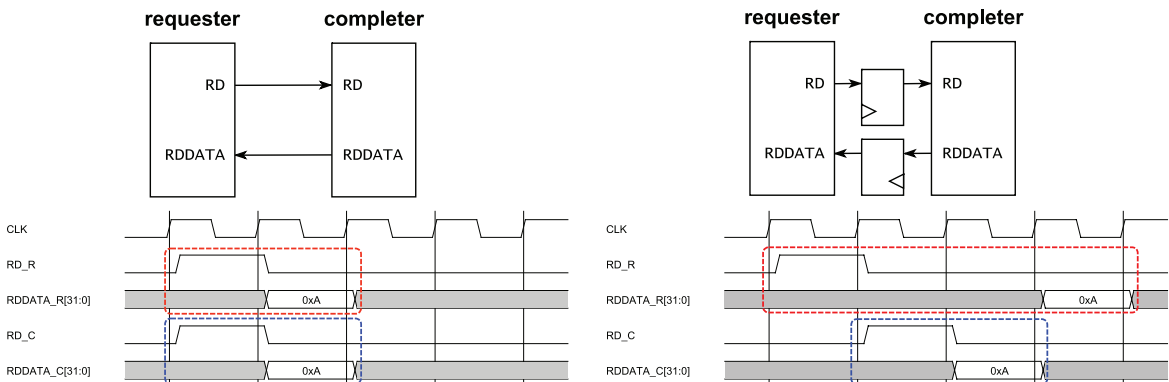 requester completer
RD RD
RDDATA RDDATA
CLK
RD_R
RDDATA_R[31:0] 0xA
RD_C
RDDATA_C[31:0] 0xA
requester completer
RD RD
RDDATA RDDATA
CLK
RD_R
RDDATA_R[31:0] 0xA
RD_C
RDDATA_C[31:0] 0xA